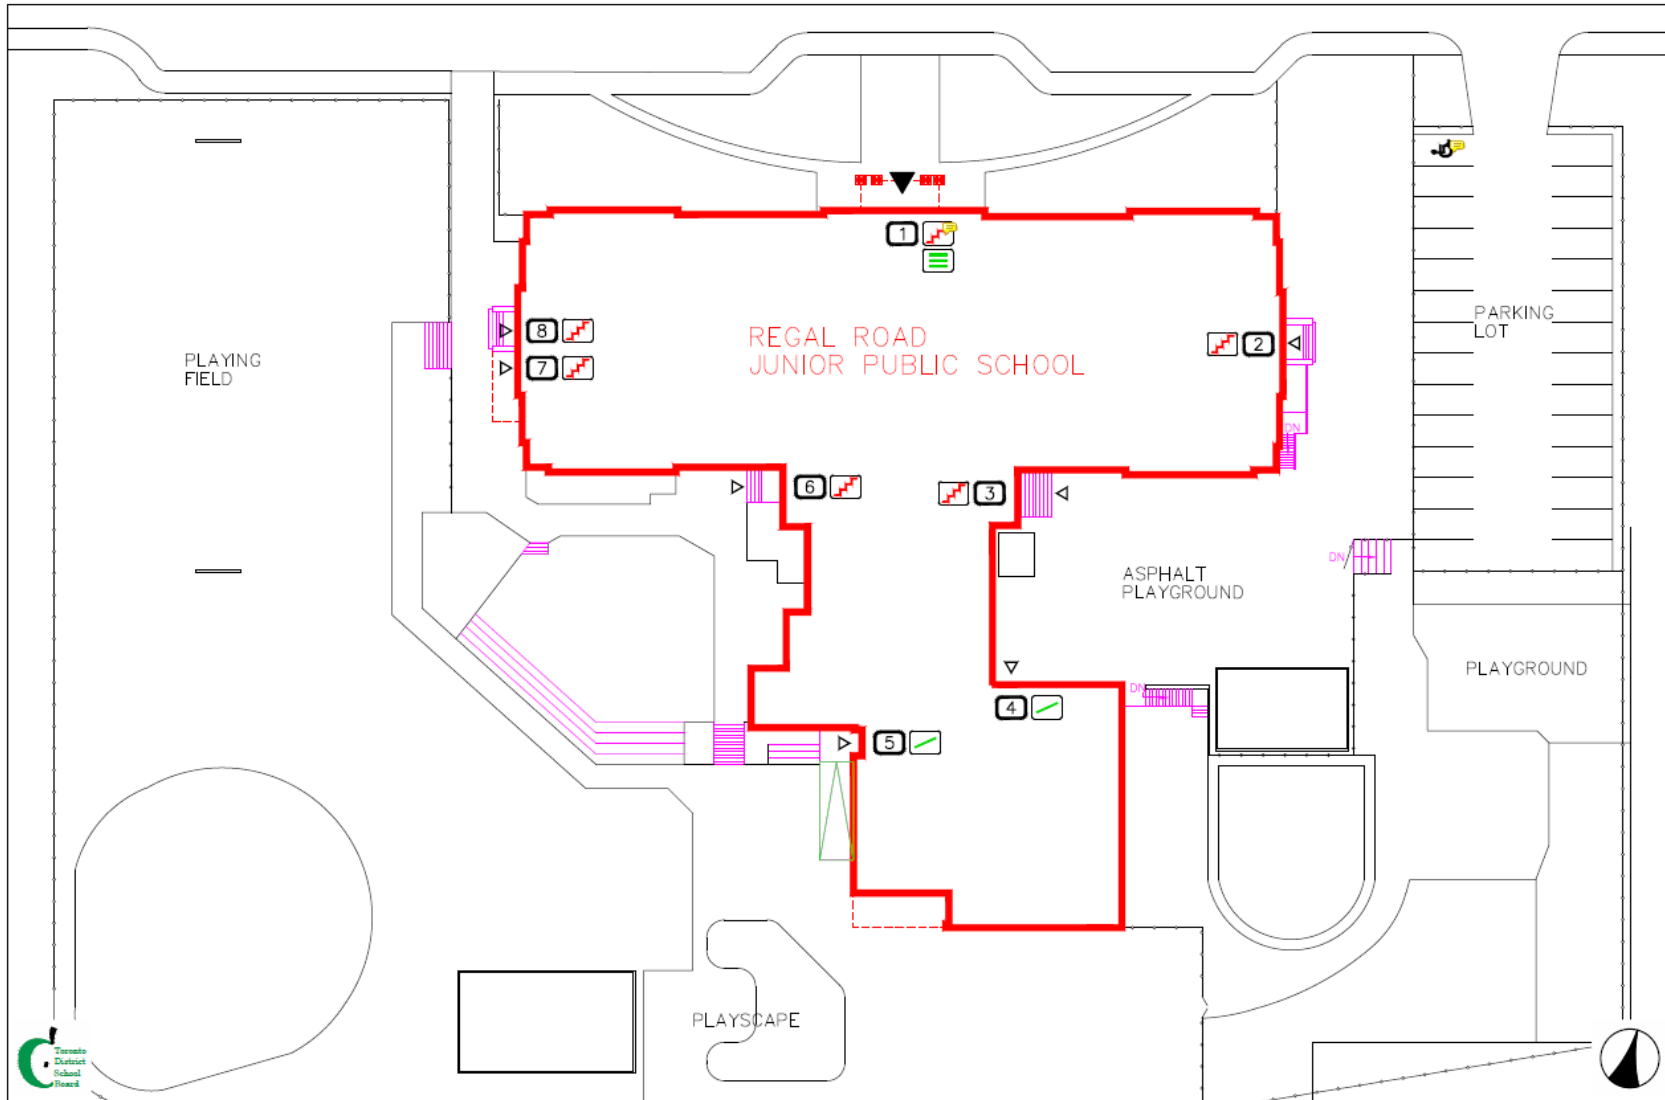 1
REGAL ROAD
JUNIOR PUBLIC SCHOOL
8
7
2
PLAYING
FIELD
PARKING
LOT
DN
6
3
DN
ASPHALT
PLAYGROUND
PLAYGROUND
DN
4
5
PLAYSCAPE
Toronto
District
School
Board